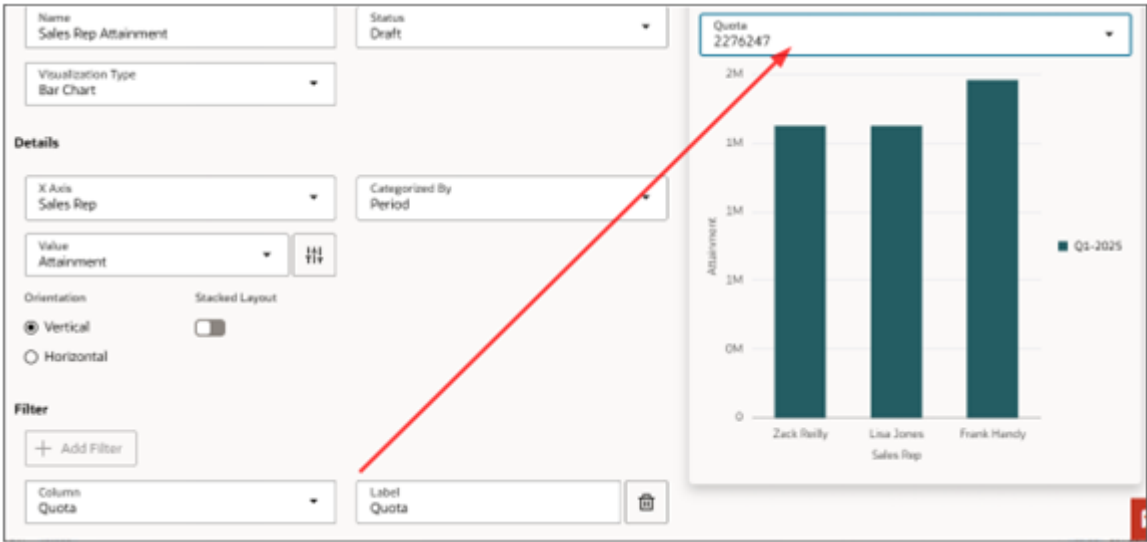 Name
Sales Rep Attainment
Status
Draft
Visualization Type
Bar Chart
Details
X Axis
Sales Rep
Categorized By
Period
Value
Attainment
Orientation
Stacked Layout
Vertical
Horizontal
Filter
Add Filter
Column
Quota
Label
Quota
Quota
2276247
2M
1M
1M
1M
0M
0
Attainment
Zack Reilly
Lisa Jones
Frank Handy
Sales Rep
Q1-2025